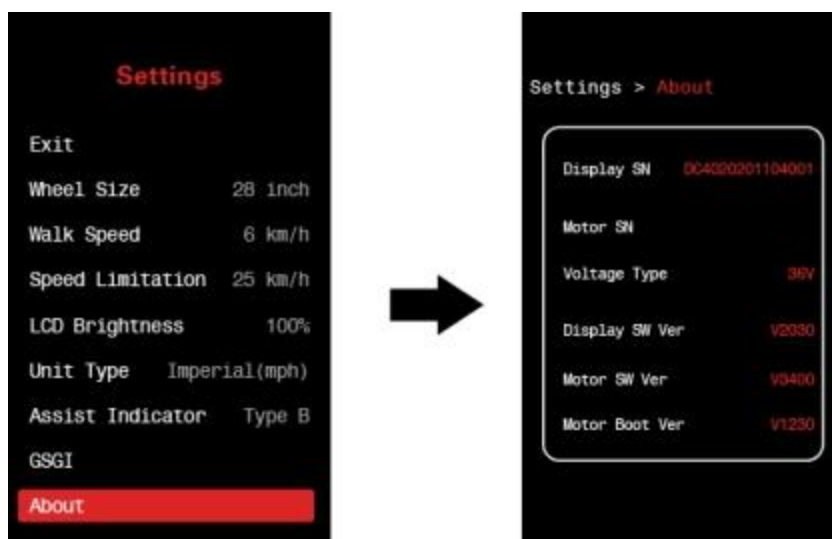 Settings
Exit
Wheel Size 28 inch
Walk Speed 6 km/h
Speed Limitation 25 km/h
LCD Brightness 100%
Unit Type Imperial(mph)
Assist Indicator Type B
GSGI
About
Settings > About
Display SN DC4020201104001
Motor SN
Voltage Type 36V
Display SW Ver V2030
Motor SW Ver V3400
Motor Boot Ver V1230